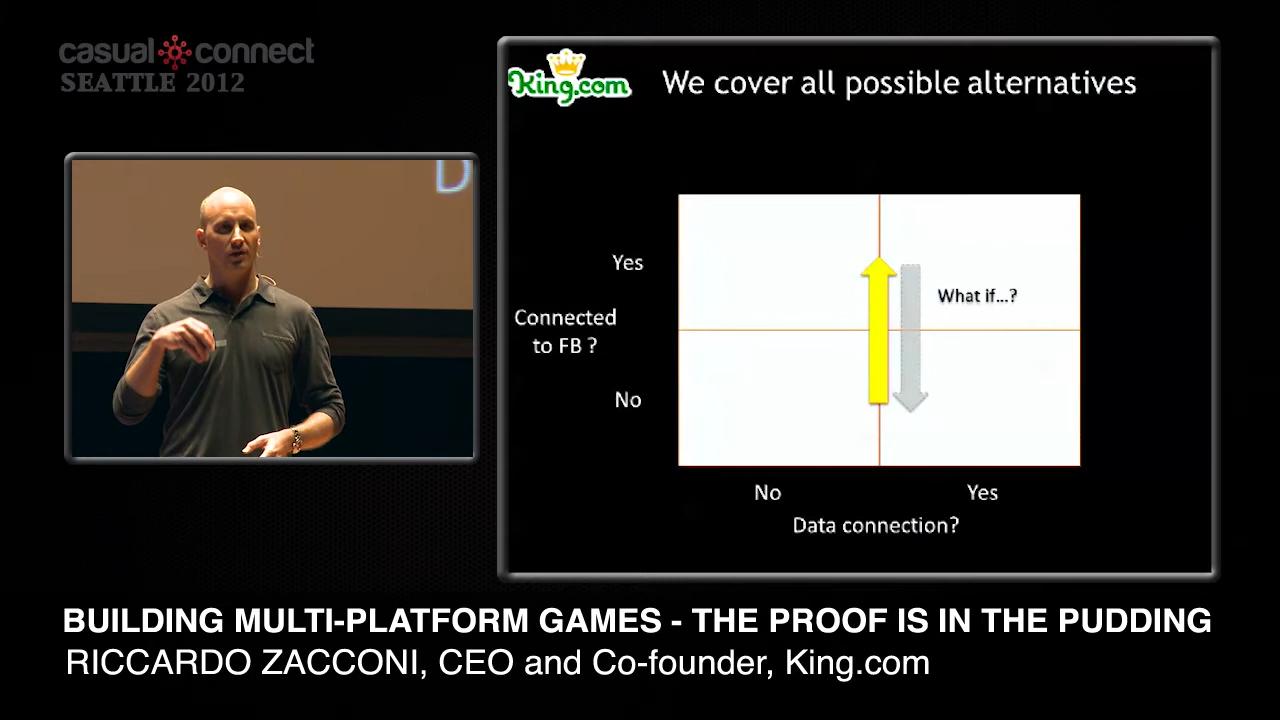 casual connect
SEATTLE 2012
D
King.com
We cover all possible alternatives
Yes
What if...?
Connected
to FB ?
No
No
Yes
Data connection?
BUILDING MULTI-PLATFORM GAMES - THE PROOF IS IN THE PUDDING
RICCARDO ZACCONI, CEO and Co-founder, King.com